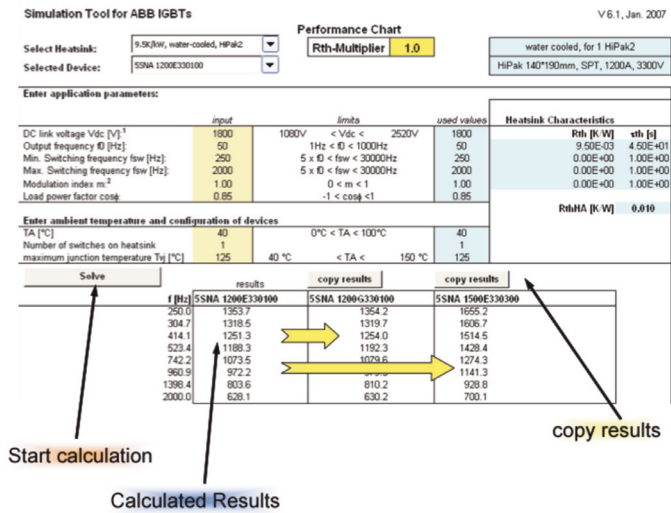 Simulation Tool for ABB IGBTs
V 6.1, Jan. 2007
Performance Chart
Select Heatsink: 9.5K/kW, water-cooled, HiPak2
Rth-Multiplier 1.0
water cooled, for 1 HiPak2
Selected Device: 5SNA 1200E330100
HiPak 140*190mm, SPT, 1200A, 3300V
Enter application parameters:
input limits used values Heatsink Characteristics
DC link voltage Vdc [V]:1 1800 1080V < Vdc < 2520V 1800 Rth [K/W] τth [s]
Output frequency f0 [Hz]: 50 1Hz < f0 < 1000Hz 50 9.50E-03 4.50E+01
Min. Switching frequency fsw [Hz]: 250 5 x f0 < fsw < 30000Hz 250 0.00E+00 1.00E+00
Max. Switching frequency fsw [Hz]: 2000 5 x f0 < fsw < 30000Hz 2000 0.00E+00 1.00E+00
Modulation index m:2 1.00 0 < m < 1 1.00 0.00E+00 1.00E+00
Load power factor cosϕ: 0.85 -1 < cosϕ <1 0.85
RthHA [K/W] 0.010
Enter ambient temperature and configuration of devices
TA [°C] 40 0°C < TA < 100°C 40
Number of switches on heatsink 1 1
maximum junction temperature Tvj [°C] 125 40 °C < TA < 150 °C 125
Solve results copy results copy results
f [Hz] 5SNA 1200E330100 5SNA 1200G330100 5SNA 1500E330300
250.0 1353.7 1354.2 1655.2
304.7 1318.5 1319.7 1606.7
414.1 1251.3 1254.0 1514.5
523.4 1188.3 1192.3 1428.4
742.2 1073.5 1079.6 1274.3
960.9 972.2 1141.3
1398.4 803.6 810.2 928.8
2000.0 628.1 630.2 700.1
copy results
Start calculation
Calculated Results